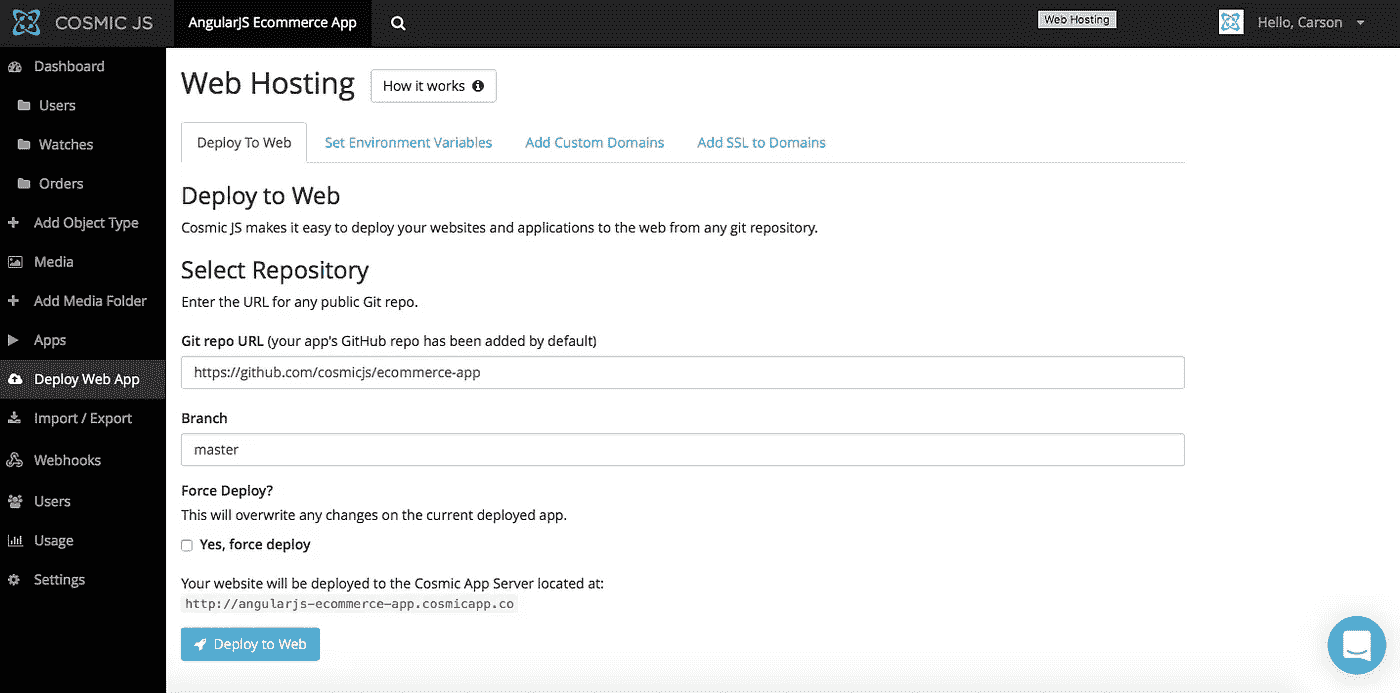 COSMIC JS
AngularJS Ecommerce App
Web Hosting
Hello, Carson
Dashboard
Users
Watches
Orders
Add Object Type
Media
Add Media Folder
Apps
Deploy Web App
Import / Export
Webhooks
Users
Usage
Settings
Web Hosting
How it works
Deploy To Web
Set Environment Variables
Add Custom Domains
Add SSL to Domains
Deploy to Web
Cosmic JS makes it easy to deploy your websites and applications to the web from any git repository.
Select Repository
Enter the URL for any public Git repo.
Git repo URL (your app's GitHub repo has been added by default)
https://github.com/cosmicjs/ecommerce-app
Branch
master
Force Deploy?
This will overwrite any changes on the current deployed app.
Yes, force deploy
Your website will be deployed to the Cosmic App Server located at:
http://angularjs-ecommerce-app.cosmicapp.co
Deploy to Web